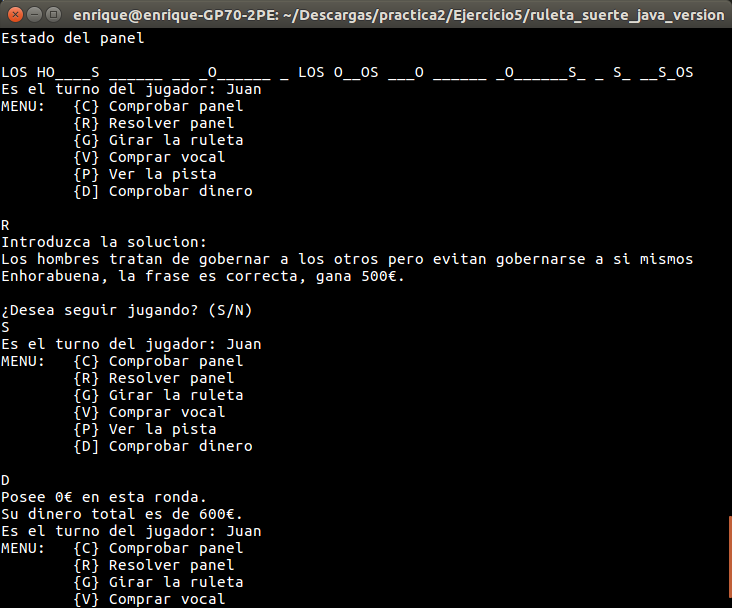 enrique@enrique-GP70-2PE: ~/Descargas/practica2/Ejercicio5/ruleta_suerte_java_version
Estado del panel
LOS HO____S ______ __ _O______ _ LOS O__OS ___O ______ _O______S_ _ S_ __S_OS
Es el turno del jugador: Juan
MENU:   {C} Comprobar panel
        {R} Resolver panel
        {G} Girar la ruleta
        {V} Comprar vocal
        {P} Ver la pista
        {D] Comprobar dinero
R
Introduzca la solucion:
Los hombres tratan de gobernar a los otros pero evitan gobernarse a si mismos
Enhorabuena, la frase es correcta, gana 500€.
¿Desea seguir jugando? (S/N)
S
Es el turno del jugador: Juan
MENU:   {C} Comprobar panel
        {R} Resolver panel
        {G} Girar la ruleta
        {V} Comprar vocal
        {P} Ver la pista
        {D] Comprobar dinero
D
Posee 0€ en esta ronda.
Su dinero total es de 600€.
Es el turno del jugador: Juan
MENU:   {C} Comprobar panel
        {R} Resolver panel
        {G} Girar la ruleta
        {V} Comprar vocal